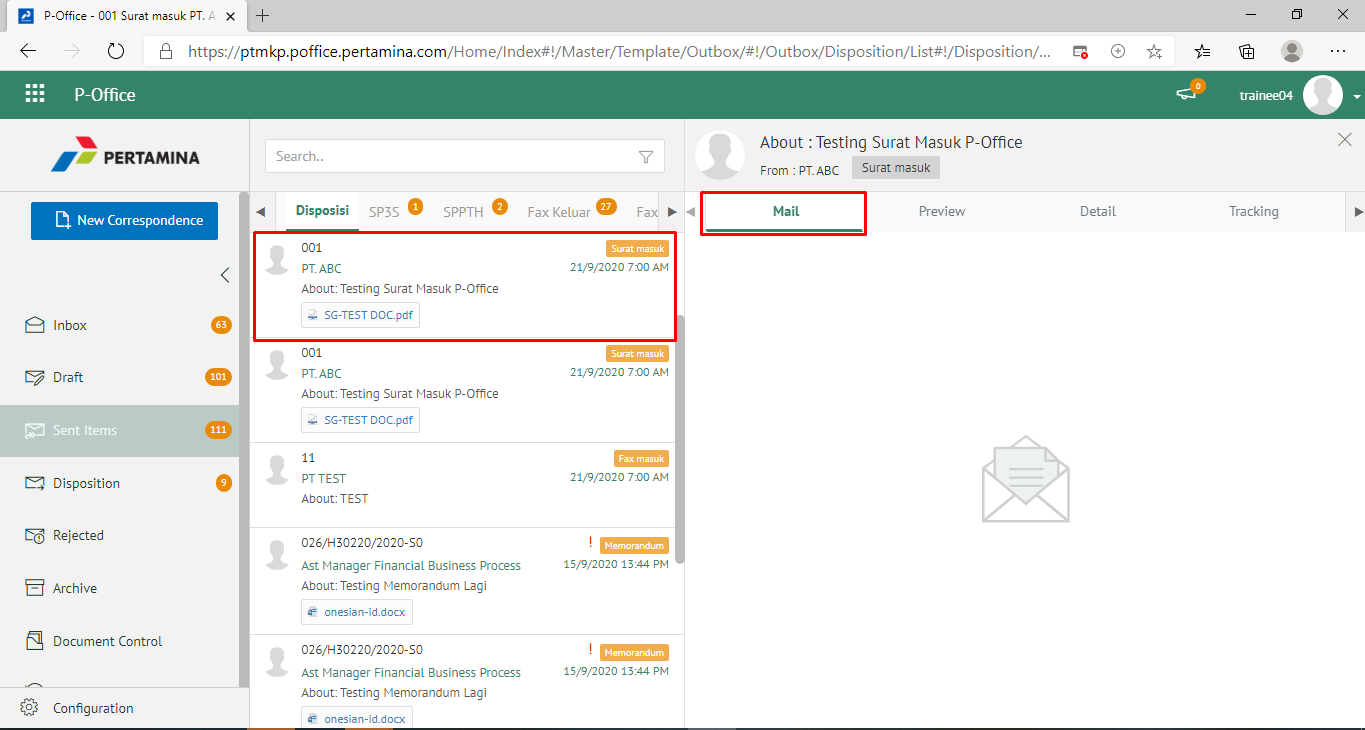 P-Office - 001 Surat masuk PT. A
https://ptmkp.poffice.pertamina.com/Home/Index#!/Master/Template/Outbox/#!/Outbox/Disposition/List#!/Disposition/...
P-Office
0
trainee04
PERTAMINA
New Correspondence
Inbox 63
Draft 101
Sent Items 111
Disposition 9
Rejected
Archive
Document Control
Configuration
Search..
Disposisi SP3S 1 SPPTH 2 Fax Keluar 27 Fax
001 Surat masuk
PT. ABC 21/9/2020 7:00 AM
About: Testing Surat Masuk P-Office
SG-TEST DOC.pdf
001 Surat masuk
PT. ABC 21/9/2020 7:00 AM
About: Testing Surat Masuk P-Office
SG-TEST DOC.pdf
11 Fax masuk
PT TEST 21/9/2020 7:00 AM
About: TEST
026/H30220/2020-S0 ! Memorandum
Ast Manager Financial Business Process 15/9/2020 13:44 PM
About: Testing Memorandum Lagi
onesian-id.docx
026/H30220/2020-S0 ! Memorandum
Ast Manager Financial Business Process 15/9/2020 13:44 PM
About: Testing Memorandum Lagi
onesian-id.docx
About : Testing Surat Masuk P-Office
From : PT. ABC Surat masuk
Mail Preview Detail Tracking